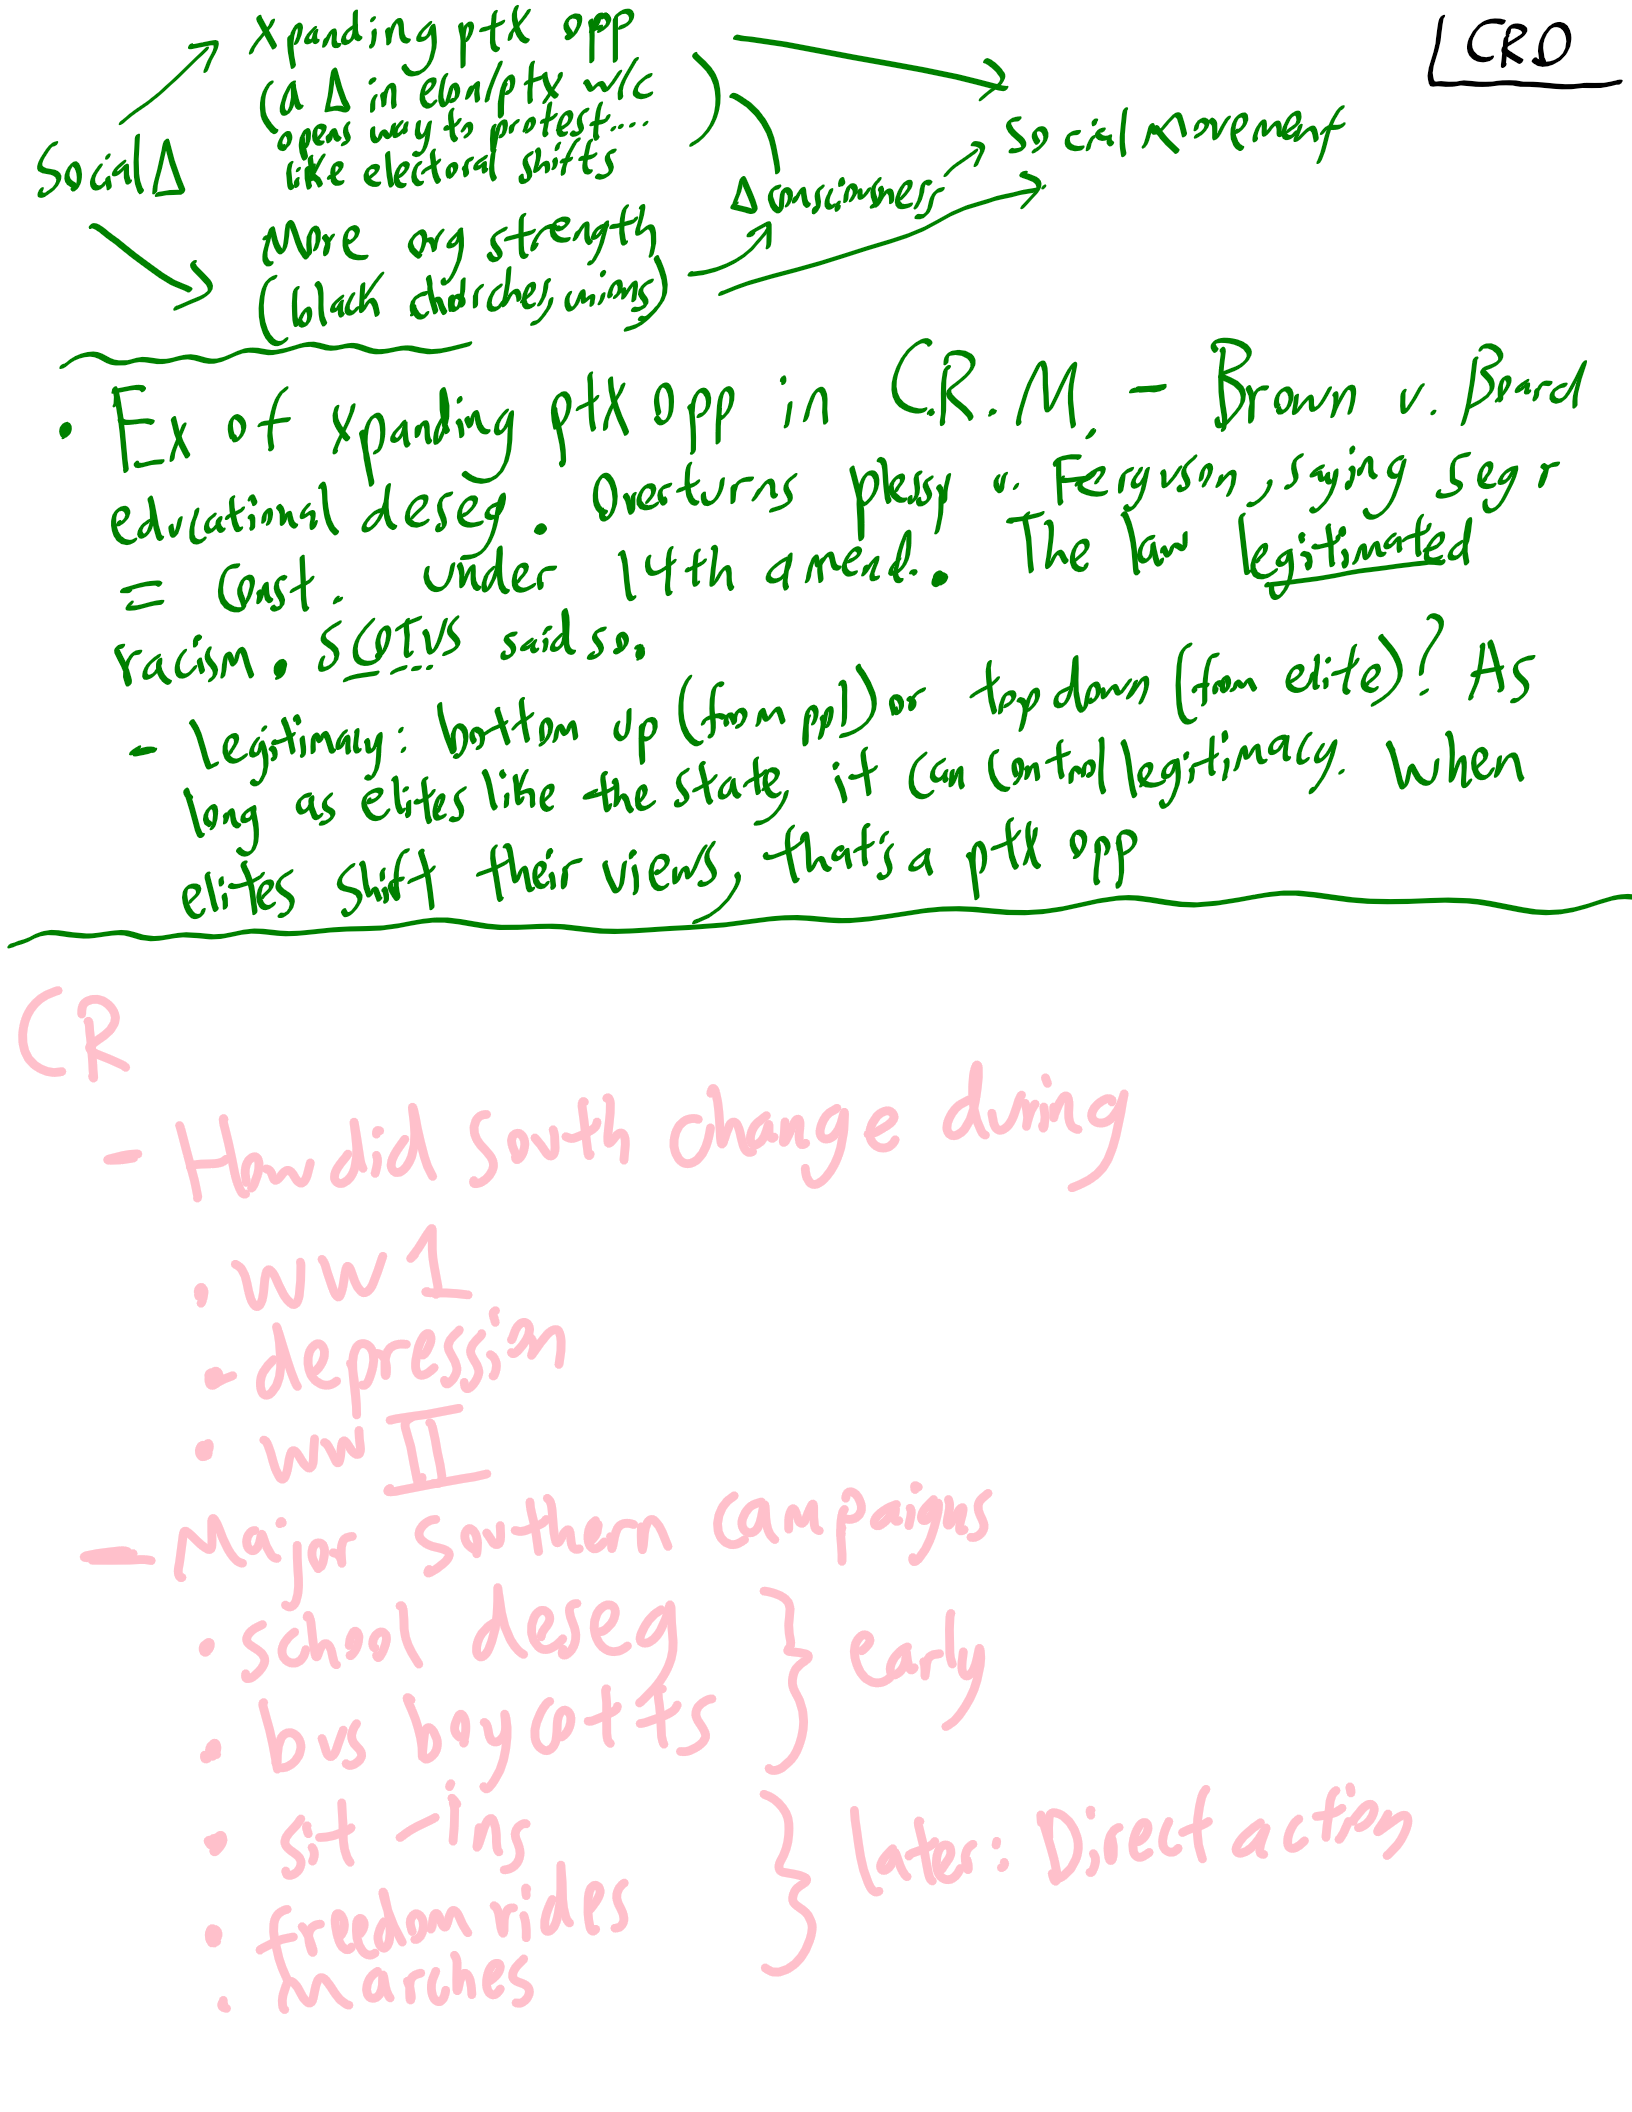 CRD
xpanding ptx opp
(a Δ in econ/ptx w/c
opens way to protest....
like electoral shifts )
Social Δ
Social Movement
Δ consciousness
More org strength
(black churches, unions)
• Ex of xpanding ptx opp in C.R.M. - Brown v. Board
educational deseg. Overturns plessy v. Ferguson, saying segr
= Const. under 14th amend. The law legitimated
racism. SCOTUS said so.
- Legitimacy: bottom up (from ppl) or top down (from elite)? As
long as elites like the state, it can control legitimacy. When
elites shift their views, that's a ptx opp
CR
- How did South change during
• WW1
• depression
• WW II
- Major Southern campaigns
• school deseg
• bus boycotts
early
• sit-ins
• freedom rides
• Marches
later: Direct action